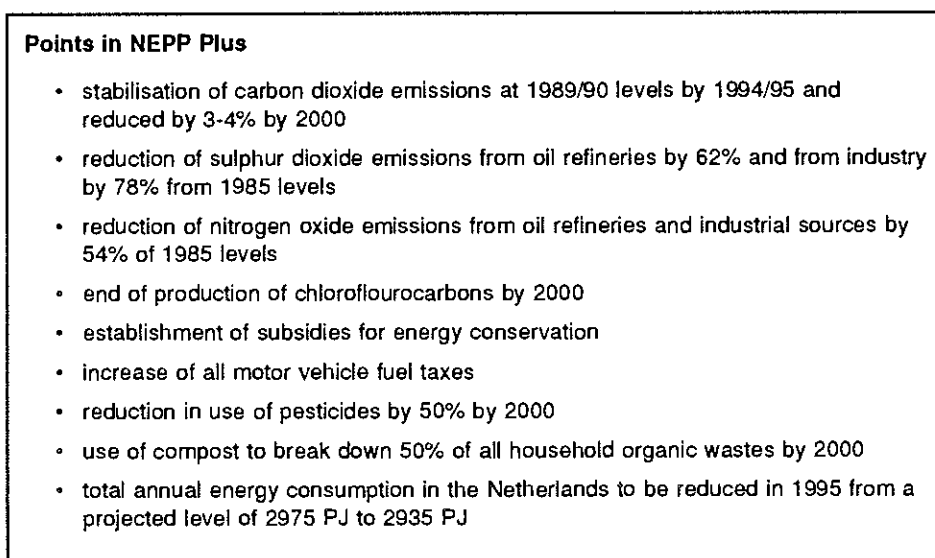 Points in NEPP Plus
• stabilisation of carbon dioxide emissions at 1989/90 levels by 1994/95 and
reduced by 3-4% by 2000
• reduction of sulphur dioxide emissions from oil refineries by 62% and from industry
by 78% from 1985 levels
• reduction of nitrogen oxide emissions from oil refineries and industrial sources by
54% of 1985 levels
• end of production of chloroflourocarbons by 2000
• establishment of subsidies for energy conservation
• increase of all motor vehicle fuel taxes
• reduction in use of pesticides by 50% by 2000
• use of compost to break down 50% of all household organic wastes by 2000
• total annual energy consumption in the Netherlands to be reduced in 1995 from a
projected level of 2975 PJ to 2935 PJ